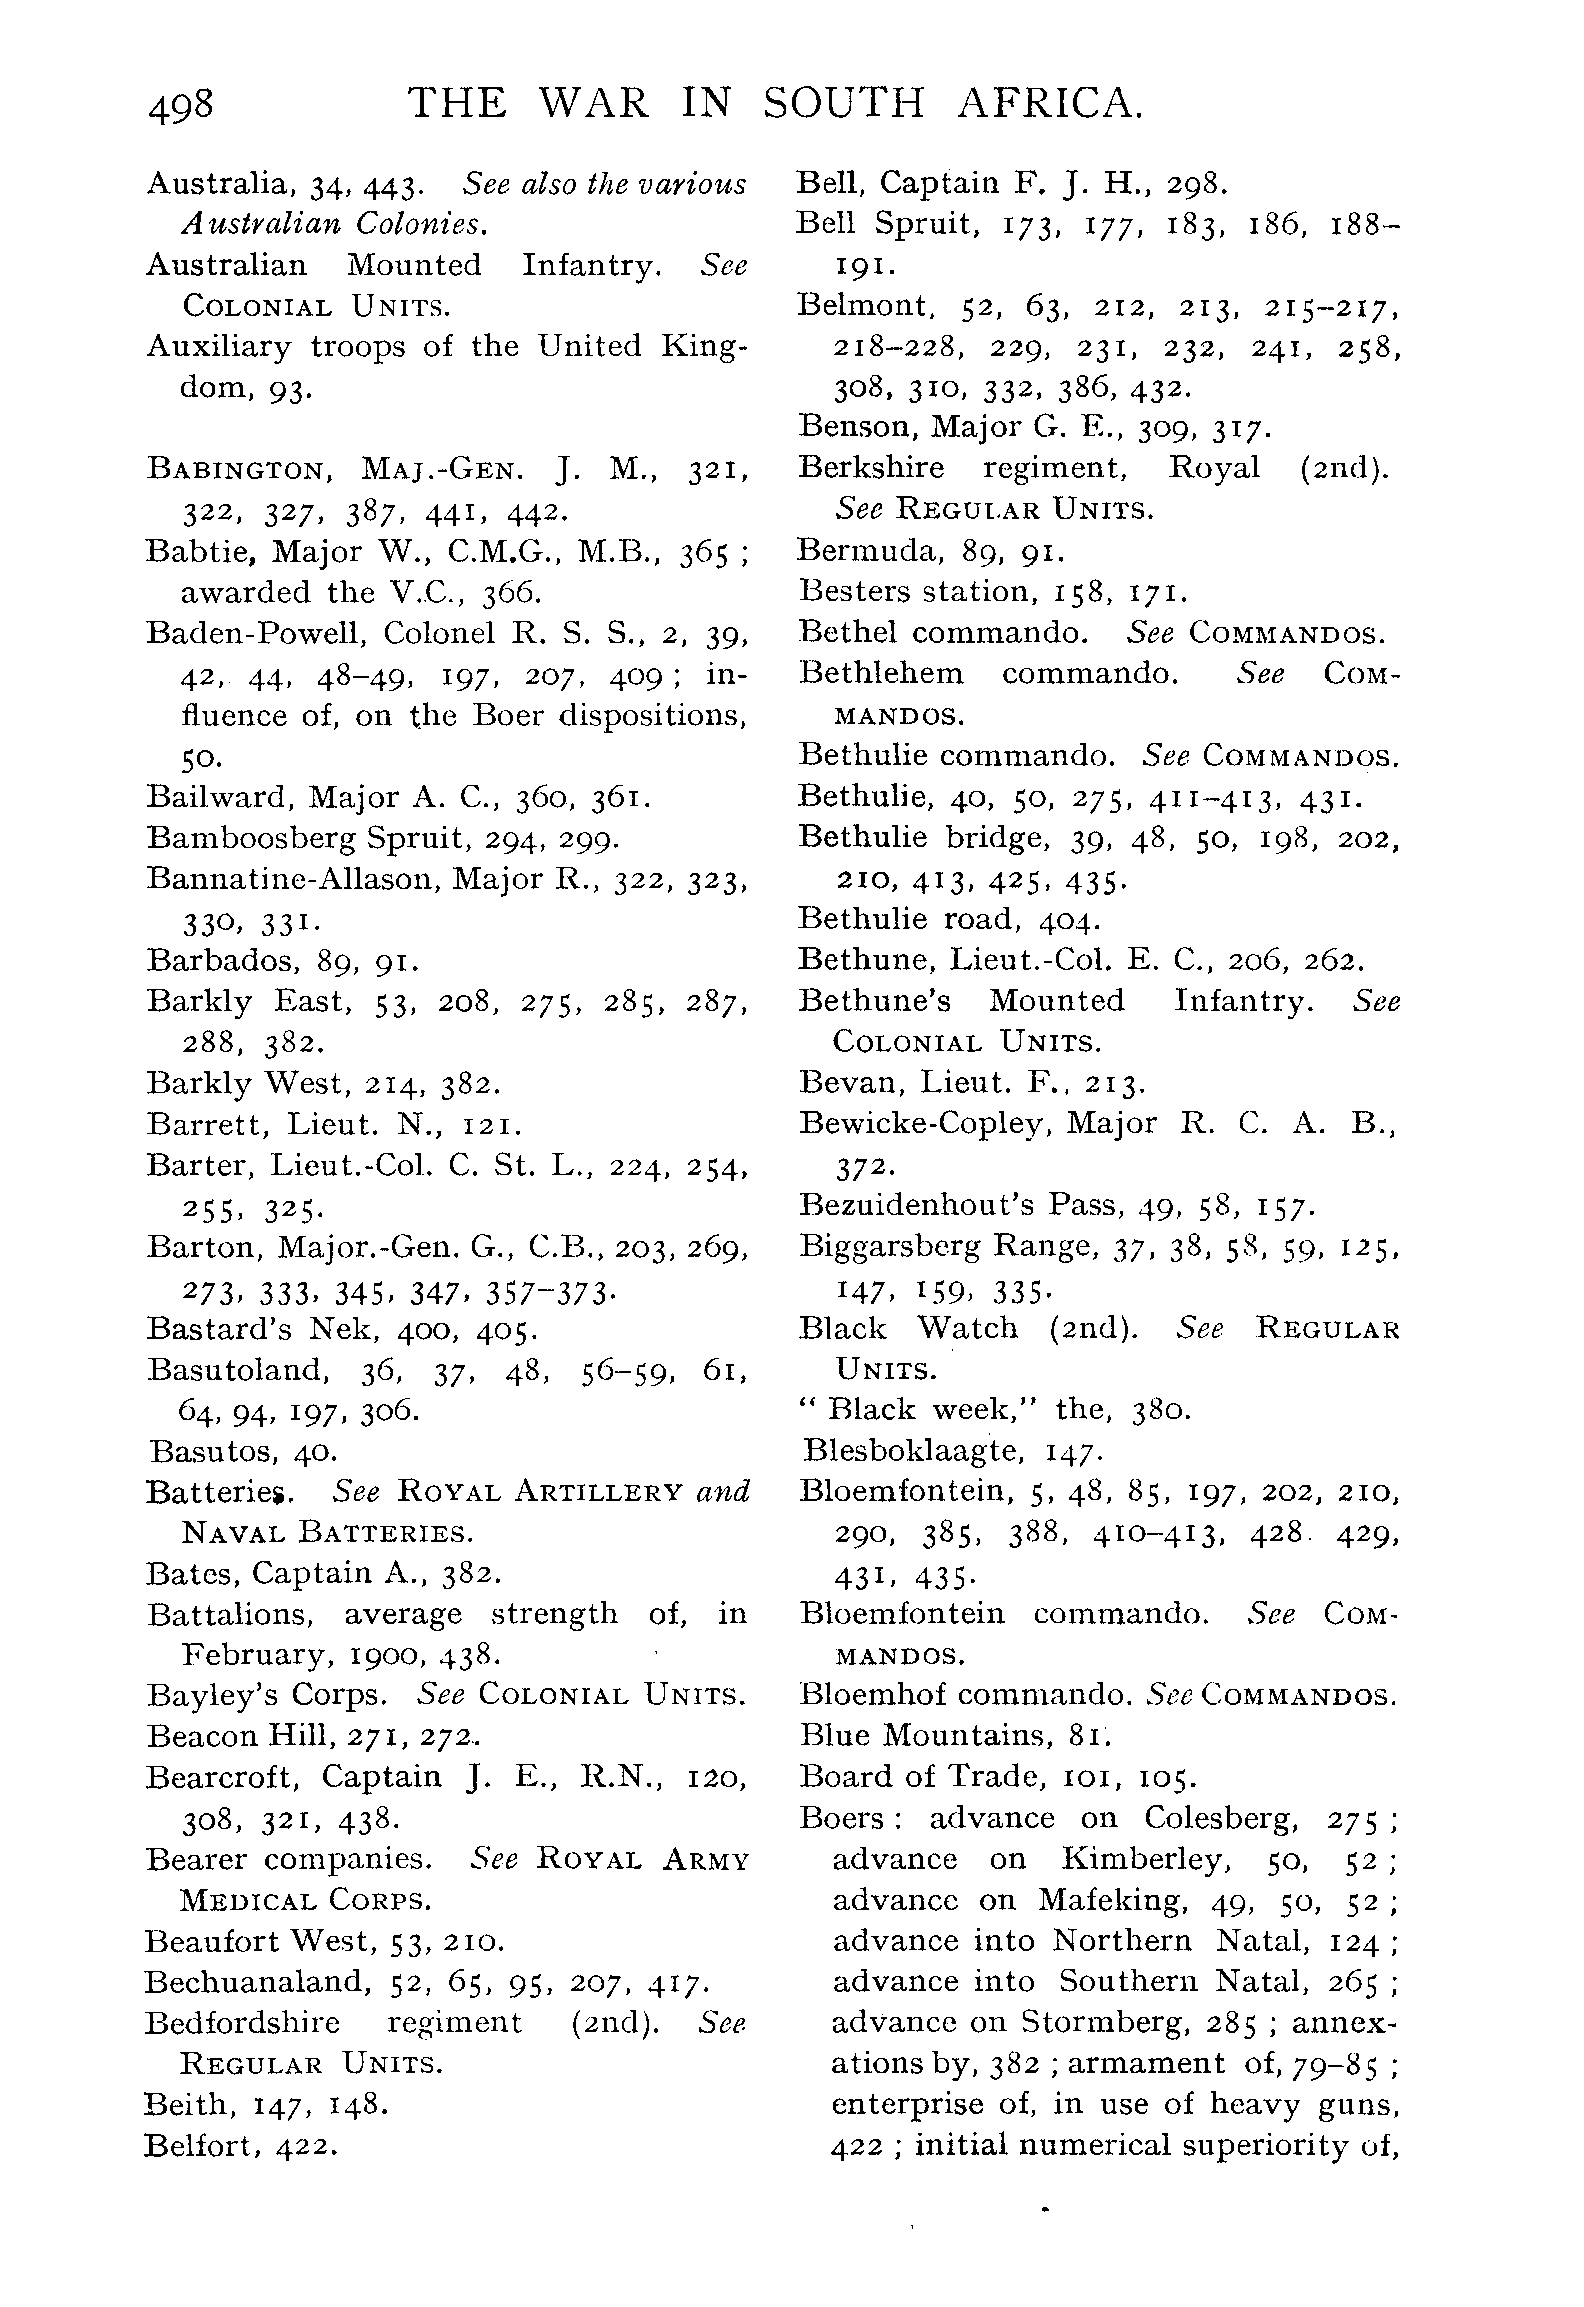 498 THE WAR IN SOUTH AFRICA.
Australia, 34, 443. See also the various
Australian Colonies.
Australian Mounted Infantry. See
COLONIAL UNITS.
Auxiliary troops of the United King-
dom, 93.
BABINGTON, MAJ.-GEN. J. M., 321,
322, 327, 387, 441, 442.
Babtie, Major W., C.M.G., M.B., 365 ;
awarded the V.C., 366.
Baden-Powell, Colonel R. S. S., 2, 39,
42, 44, 48–49, 197, 207, 409 ; in-
fluence of, on the Boer dispositions,
50.
Bailward, Major A. C., 360, 361.
Bamboosberg Spruit, 294, 299.
Bannatine-Allason, Major R., 322, 323,
330, 331.
Barbados, 89, 91.
Barkly East, 53, 208, 275, 285, 287,
288, 382.
Barkly West, 214, 382.
Barrett, Lieut. N., 121.
Barter, Lieut.-Col. C. St. L., 224, 254,
255, 325.
Barton, Major.-Gen. G., C.B., 203, 269,
273, 333, 345, 347, 357–373.
Bastard's Nek, 400, 405.
Basutoland, 36, 37, 48, 56–59, 61,
64, 94, 197, 306.
Basutos, 40.
Batteries. See ROYAL ARTILLERY and
NAVAL BATTERIES.
Bates, Captain A., 382.
Battalions, average strength of, in
February, 1900, 438.
Bayley's Corps. See COLONIAL UNITS.
Beacon Hill, 271, 272.
Bearcroft, Captain J. E., R.N., 120,
308, 321, 438.
Bearer companies. See ROYAL ARMY
MEDICAL CORPS.
Beaufort West, 53, 210.
Bechuanaland, 52, 65, 95, 207, 417.
Bedfordshire regiment (2nd). See
REGULAR UNITS.
Beith, 147, 148.
Belfort, 422.
Bell, Captain F. J. H., 298.
Bell Spruit, 173, 177, 183, 186, 188–
191.
Belmont, 52, 63, 212, 213, 215–217,
218–228, 229, 231, 232, 241, 258,
308, 310, 332, 386, 432.
Benson, Major G. E., 309, 317.
Berkshire regiment, Royal (2nd).
See REGULAR UNITS.
Bermuda, 89, 91.
Besters station, 158, 171.
Bethel commando. See COMMANDOS.
Bethlehem commando. See COM-
MANDOS.
Bethulie commando. See COMMANDOS.
Bethulie, 40, 50, 275, 411–413, 431.
Bethulie bridge, 39, 48, 50, 198, 202,
210, 413, 425, 435.
Bethulie road, 404.
Bethune, Lieut.-Col. E. C., 206, 262.
Bethune's Mounted Infantry. See
COLONIAL UNITS.
Bevan, Lieut. F., 213.
Bewicke-Copley, Major R. C. A. B.,
372.
Bezuidenhout's Pass, 49, 58, 157.
Biggarsberg Range, 37, 38, 58, 59, 125,
147, 159, 335.
Black Watch (2nd). See REGULAR
UNITS.
" Black week," the, 380.
Blesboklaagte, 147.
Bloemfontein, 5, 48, 85, 197, 202, 210,
290, 385, 388, 410–413, 428. 429,
431, 435.
Bloemfontein commando. See COM-
MANDOS.
Bloemhof commando. See COMMANDOS.
Blue Mountains, 81.
Board of Trade, 101, 105.
Boers : advance on Colesberg, 275 ;
advance on Kimberley, 50, 52 ;
advance on Mafeking, 49, 50, 52 ;
advance into Northern Natal, 124 ;
advance into Southern Natal, 265 ;
advance on Stormberg, 285 ; annex-
ations by, 382 ; armament of, 79–85 ;
enterprise of, in use of heavy guns,
422 ; initial numerical superiority of,